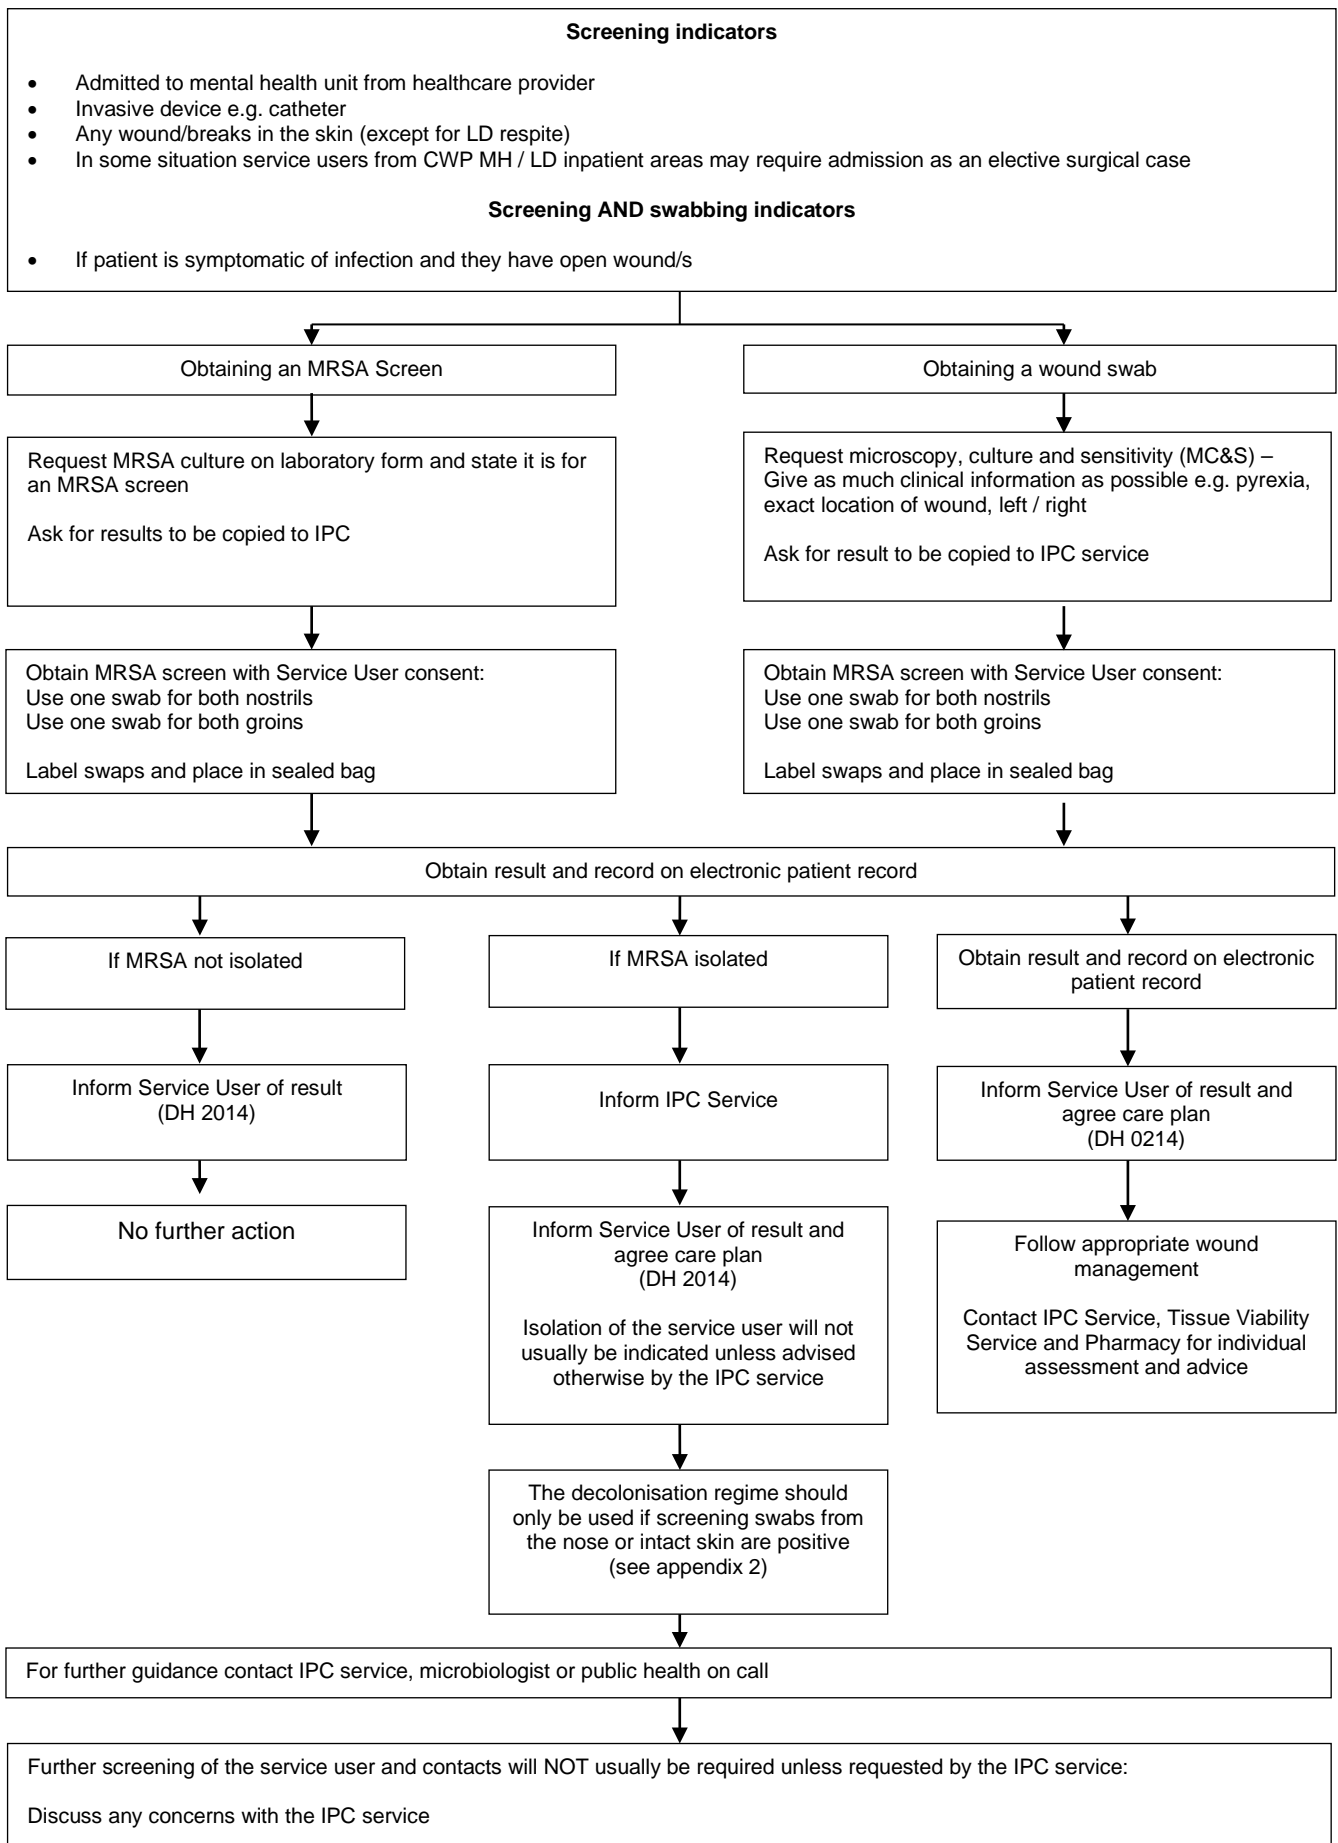 Screening indicators
• Admitted to mental health unit from healthcare provider
• Invasive device e.g. catheter
• Any wound/breaks in the skin (except for LD respite)
• In some situation service users from CWP MH / LD inpatient areas may require admission as an elective surgical case
Screening AND swabbing indicators
• If patient is symptomatic of infection and they have open wound/s
Obtaining an MRSA Screen
Request MRSA culture on laboratory form and state it is for
an MRSA screen
Ask for results to be copied to IPC
Obtain MRSA screen with Service User consent:
Use one swab for both nostrils
Use one swab for both groins
Label swaps and place in sealed bag
Obtaining a wound swab
Request microscopy, culture and sensitivity (MC&S) –
Give as much clinical information as possible e.g. pyrexia,
exact location of wound, left / right
Ask for result to be copied to IPC service
Obtain MRSA screen with Service User consent:
Use one swab for both nostrils
Use one swab for both groins
Label swaps and place in sealed bag
Obtain result and record on electronic patient record
If MRSA not isolated
Inform Service User of result
(DH 2014)
No further action
If MRSA isolated
Inform IPC Service
Inform Service User of result and
agree care plan
(DH 2014)
Isolation of the service user will not
usually be indicated unless advised
otherwise by the IPC service
The decolonisation regime should
only be used if screening swabs from
the nose or intact skin are positive
(see appendix 2)
Obtain result and record on electronic
patient record
Inform Service User of result and
agree care plan
(DH 0214)
Follow appropriate wound
management
Contact IPC Service, Tissue Viability
Service and Pharmacy for individual
assessment and advice
For further guidance contact IPC service, microbiologist or public health on call
Further screening of the service user and contacts will NOT usually be required unless requested by the IPC service:
Discuss any concerns with the IPC service